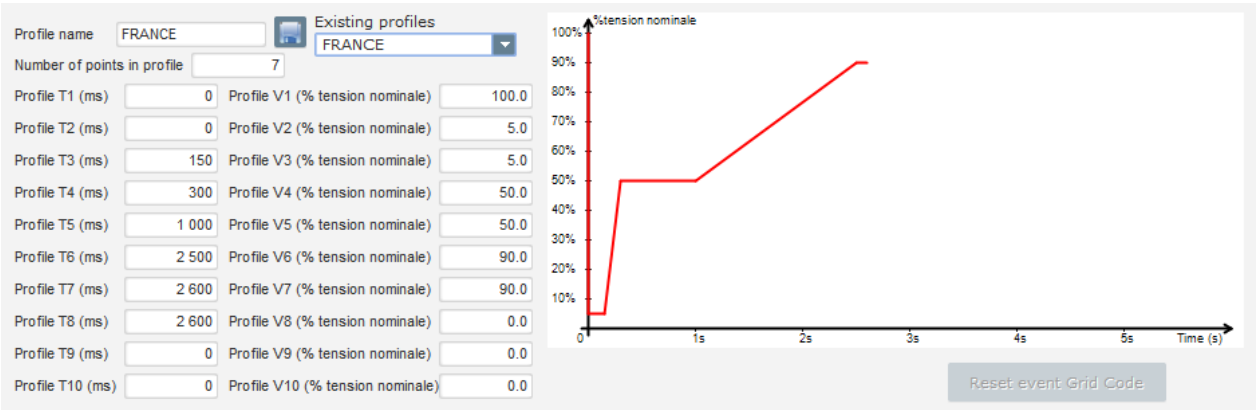 Profile name FRANCE Existing profiles FRANCE
Number of points in profile 7
Profile T1 (ms) 0 Profile V1 (% tension nominale) 100.0
Profile T2 (ms) 0 Profile V2 (% tension nominale) 5.0
Profile T3 (ms) 150 Profile V3 (% tension nominale) 5.0
Profile T4 (ms) 300 Profile V4 (% tension nominale) 50.0
Profile T5 (ms) 1 000 Profile V5 (% tension nominale) 50.0
Profile T6 (ms) 2 500 Profile V6 (% tension nominale) 90.0
Profile T7 (ms) 2 600 Profile V7 (% tension nominale) 90.0
Profile T8 (ms) 2 600 Profile V8 (% tension nominale) 0.0
Profile T9 (ms) 0 Profile V9 (% tension nominale) 0.0
Profile T10 (ms) 0 Profile V10 (% tension nominale) 0.0
%tension nominale
100%
90%
80%
70%
60%
50%
40%
30%
20%
10%
0 1s 2s 3s 4s 5s Time (s)
Reset event Grid Code